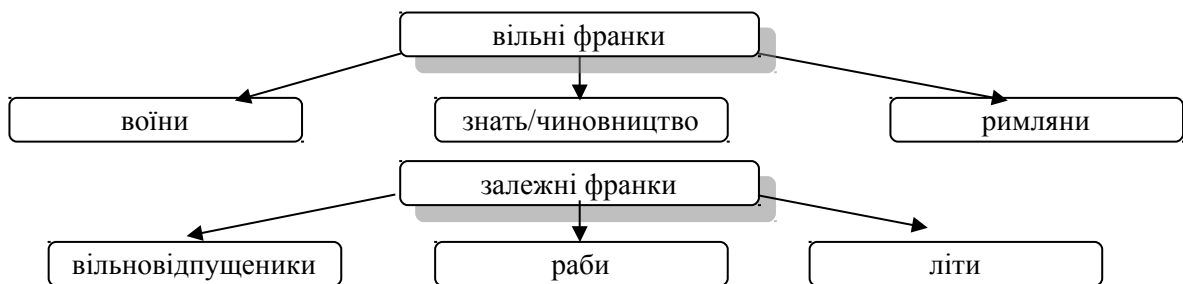 вільні франки
воїни
знать/чиновництво
римляни
залежні франки
вільновідпущеники
раби
літи